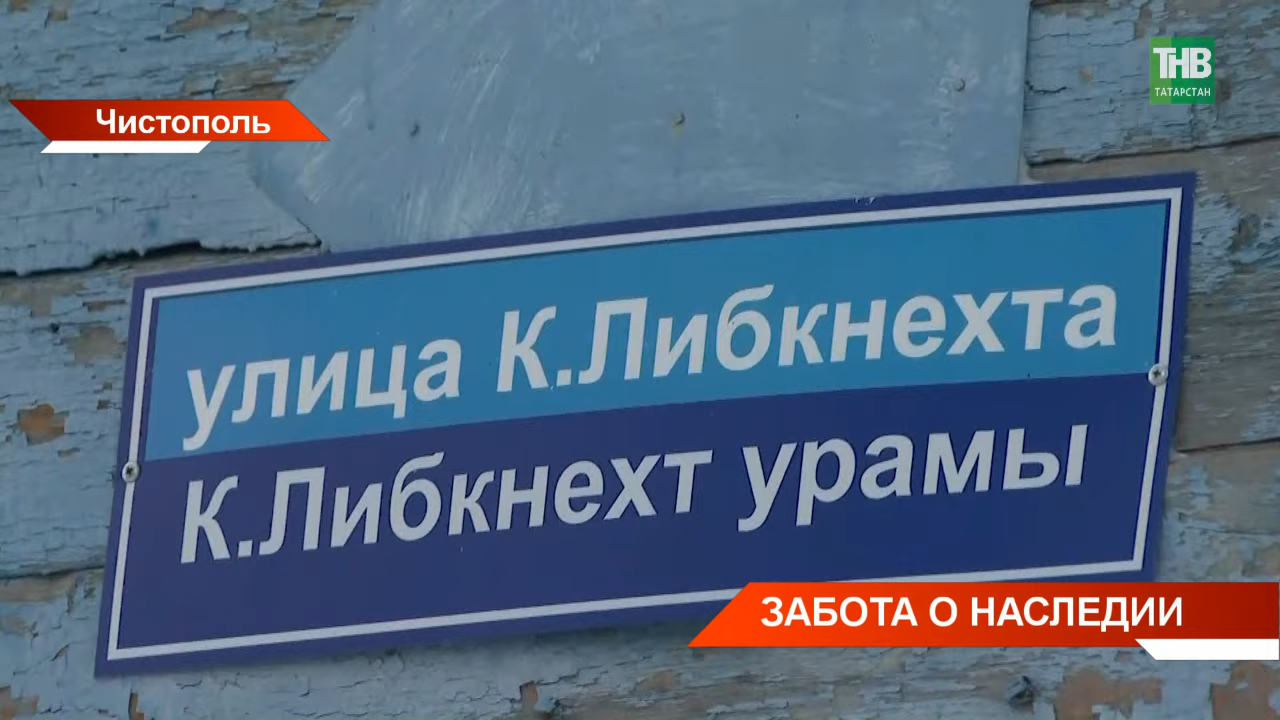 ТНВ
ТАТАРСТАН
Чистополь
улица К.Либкнехта
К.Либкнехт урамы
ЗАБОТА О НАСЛЕДИИ